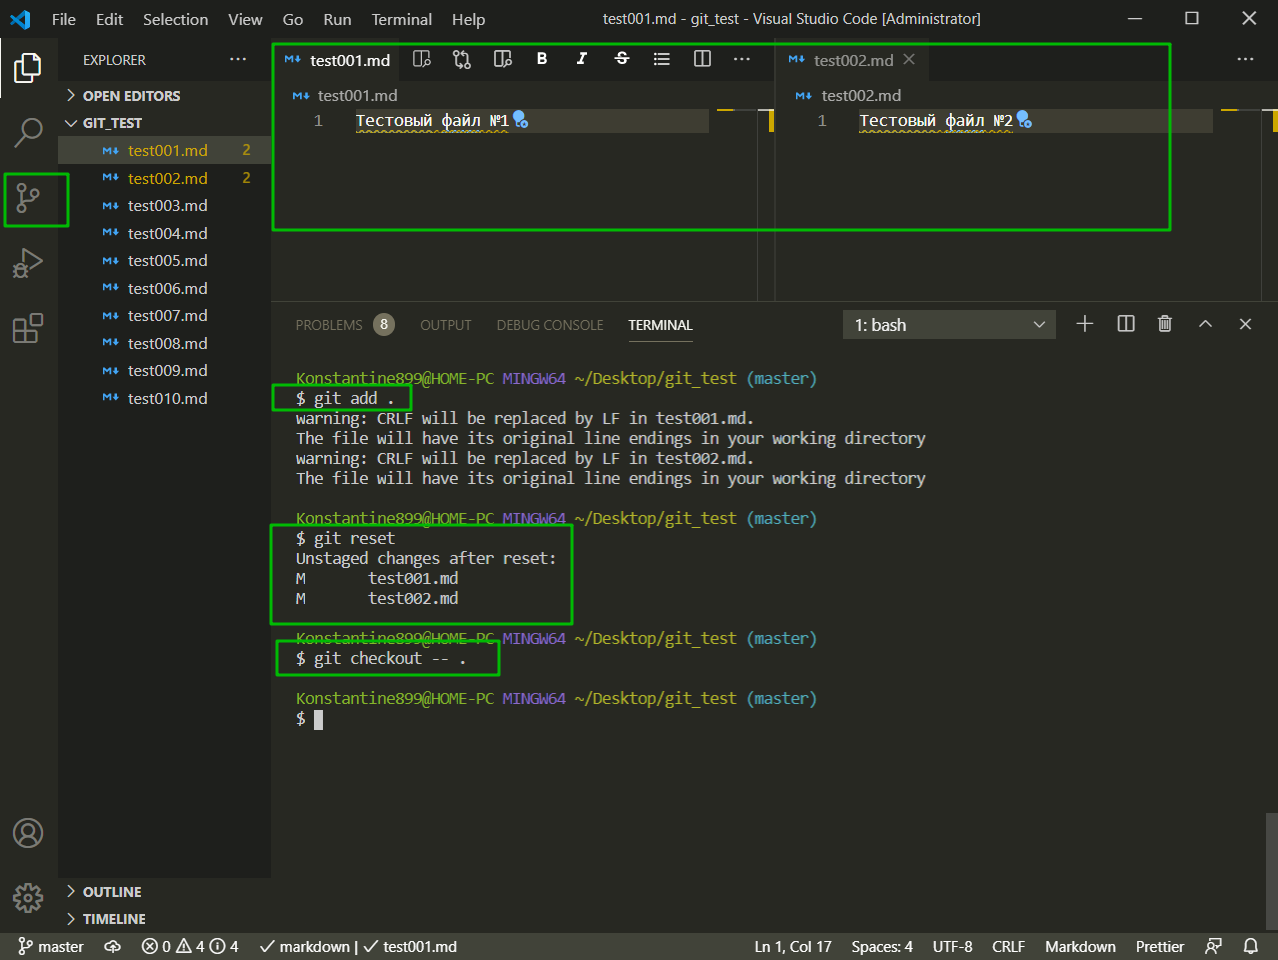 File Edit Selection View Go Run Terminal Help
test001.md - git_test - Visual Studio Code [Administrator]
EXPLORER
OPEN EDITORS
GIT_TEST
test001.md 2
test002.md 2
test003.md
test004.md
test005.md
test006.md
test007.md
test008.md
test009.md
test010.md
OUTLINE
TIMELINE
test001.md
B I S
test001.md
1 Тестовый файл №1
test002.md
test002.md
1 Тестовый файл №2
PROBLEMS 8 OUTPUT DEBUG CONSOLE TERMINAL
1: bash
Konstantine899@HOME-PC MINGW64 ~/Desktop/git_test (master)
$ git add .
warning: CRLF will be replaced by LF in test001.md.
The file will have its original line endings in your working directory
warning: CRLF will be replaced by LF in test002.md.
The file will have its original line endings in your working directory
Konstantine899@HOME-PC MINGW64 ~/Desktop/git_test (master)
$ git reset
Unstaged changes after reset:
M test001.md
M test002.md
Konstantine899@HOME-PC MINGW64 ~/Desktop/git_test (master)
$ git checkout -- .
Konstantine899@HOME-PC MINGW64 ~/Desktop/git_test (master)
$
master 0 4 4 markdown | test001.md
Ln 1, Col 17 Spaces: 4 UTF-8 CRLF Markdown Prettier